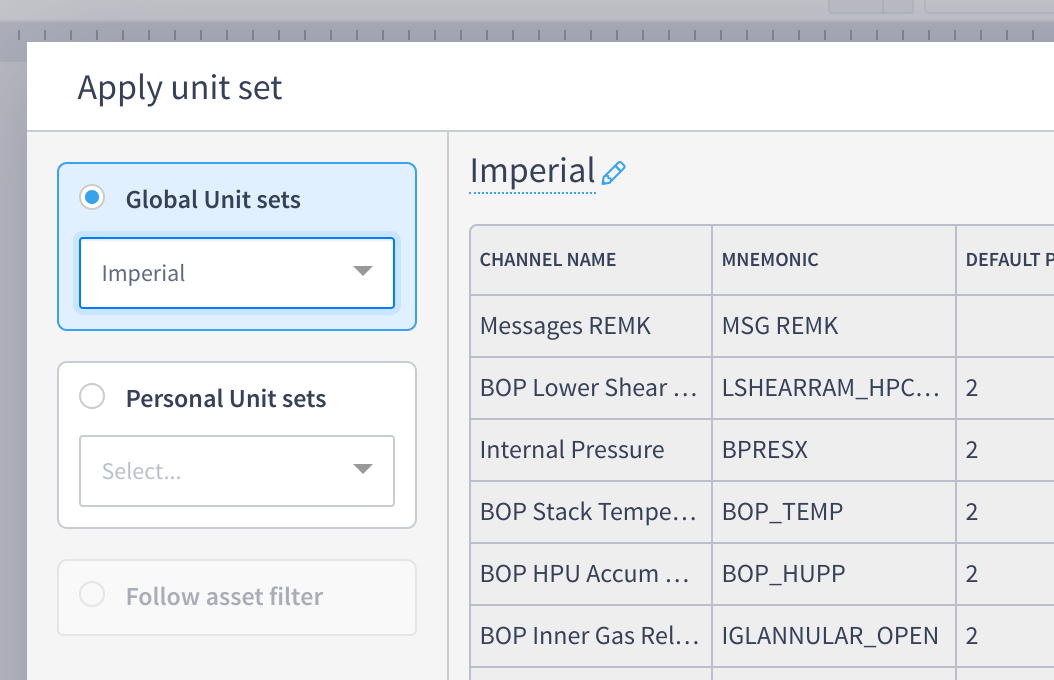 Apply unit set
Global Unit sets
Imperial
Personal Unit sets
Select...
Follow asset filter
Imperial
CHANNEL NAME MNEMONIC DEFAULT P
Messages REMK MSG REMK
BOP Lower Shear ... LSHEARRAM_HPC... 2
Internal Pressure BPRESX 2
BOP Stack Tempe... BOP_TEMP 2
BOP HPU Accum ... BOP_HUPP 2
BOP Inner Gas Rel... IGLANNULAR_OPEN 2